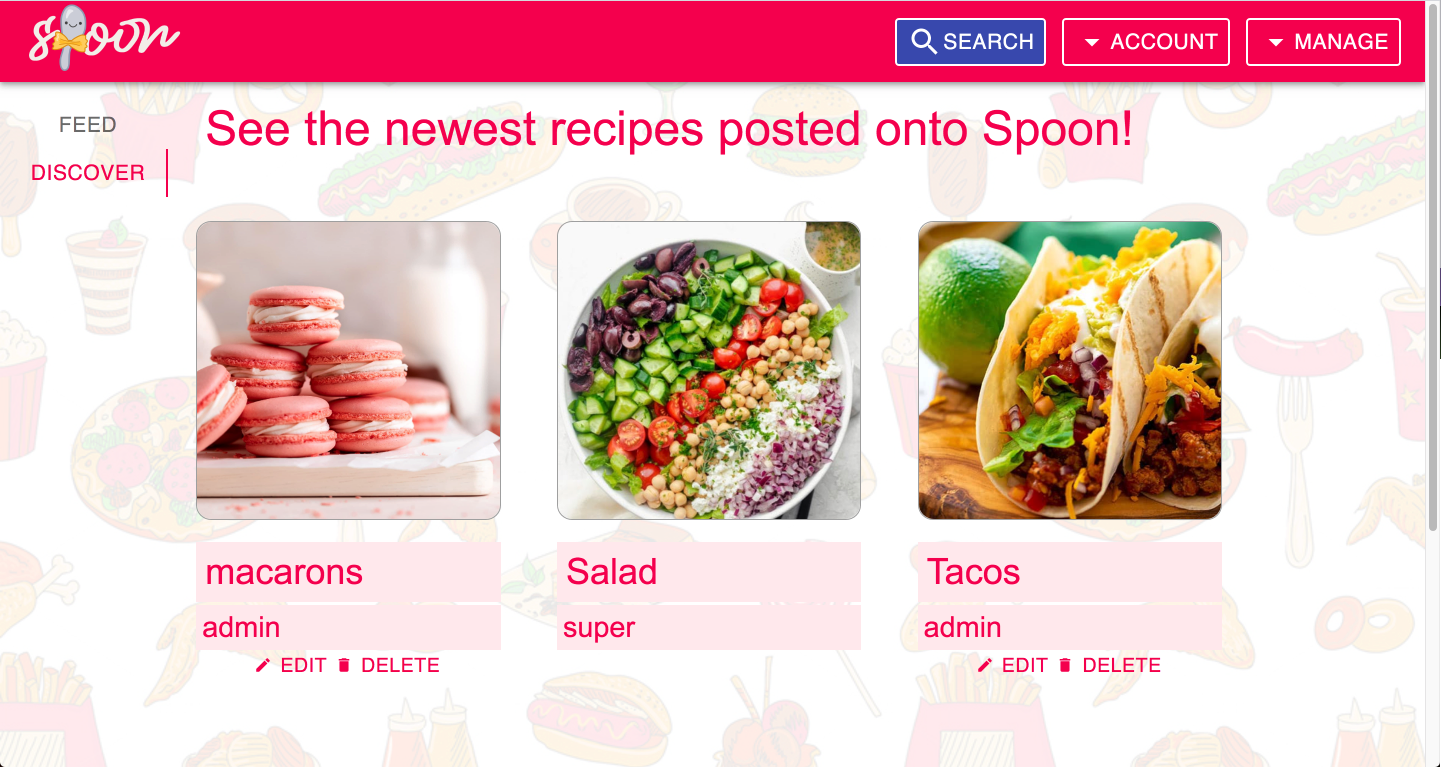 spoon
SEARCH
ACCOUNT
MANAGE
FEED
DISCOVER
See the newest recipes posted onto Spoon!
macarons
Salad
Tacos
admin
super
admin
EDIT DELETE
EDIT DELETE